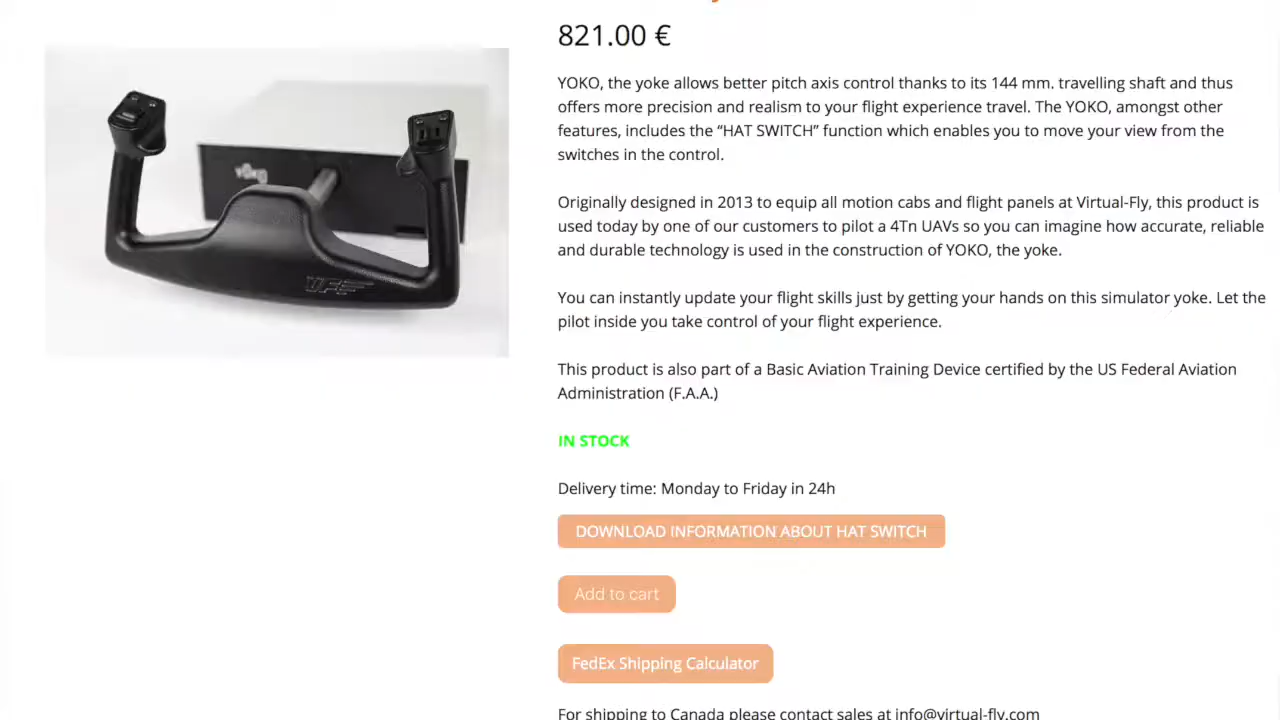 821.00 €
YOKO, the yoke allows better pitch axis control thanks to its 144 mm. travelling shaft and thus
offers more precision and realism to your flight experience travel. The YOKO, amongst other
features, includes the “HAT SWITCH” function which enables you to move your view from the
switches in the control.
Originally designed in 2013 to equip all motion cabs and flight panels at Virtual-Fly, this product is
used today by one of our customers to pilot a 4Tn UAVs so you can imagine how accurate, reliable
and durable technology is used in the construction of YOKO, the yoke.
You can instantly update your flight skills just by getting your hands on this simulator yoke. Let the
pilot inside you take control of your flight experience.
This product is also part of a Basic Aviation Training Device certified by the US Federal Aviation
Administration (F.A.A.)
IN STOCK
Delivery time: Monday to Friday in 24h
DOWNLOAD INFORMATION ABOUT HAT SWITCH
Add to cart
FedEx Shipping Calculator
For shipping to Canada please contact sales at info@virtual-fly.com